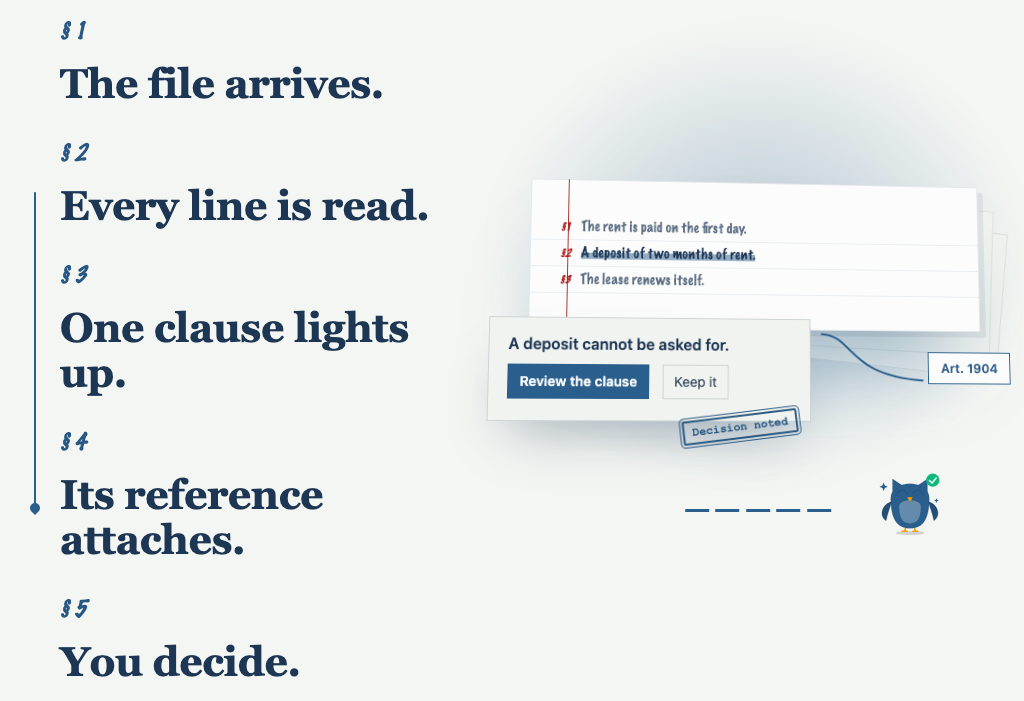 § 1
The file arrives.
§ 2
Every line is read.
§ 3
One clause lights
up.
§ 4
Its reference
attaches.
§ 5
You decide.
§1 The rent is paid on the first day.
§2 A deposit of two months of rent.
§3 The lease renews itself.
A deposit cannot be asked for.
Review the clause Keep it
Art. 1904
Decision noted